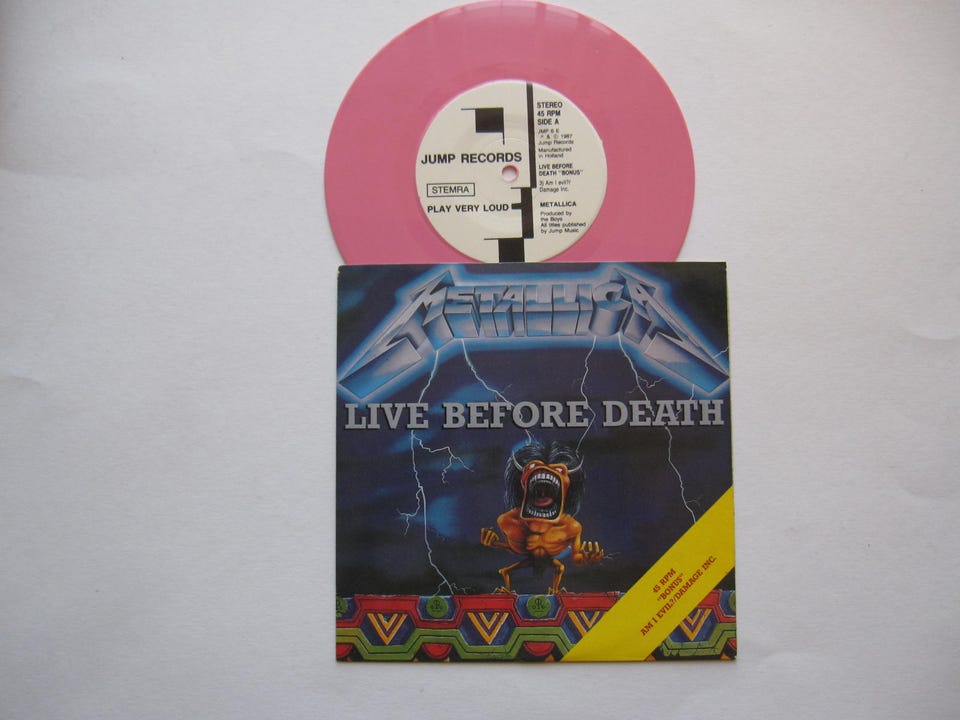 STEREO
45 RPM
SIDE A
JMP 6 E
℗ & © 1987
Jump Records
Manufactured
in Holland
JUMP RECORDS
LIVE BEFORE
DEATH "BONUS"
3) Am I evil?/
Damage Inc.
STEMRA
PLAY VERY LOUD
METALLICA
Produced by
the Boys
All titles published
by Jump Music
METALLICA
LIVE BEFORE DEATH
45 RPM
"BONUS"
AM I EVIL?/DAMAGE INC.